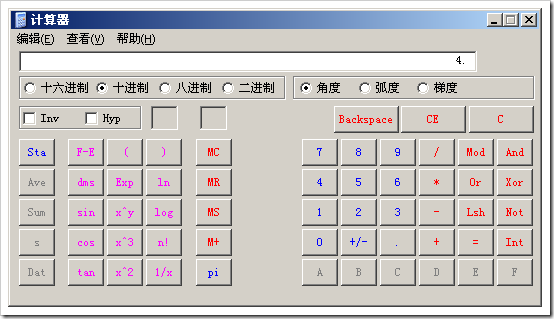 计算器
编辑(E) 查看(V) 帮助(H)
4.
十六进制 十进制 八进制 二进制 角度 弧度 梯度
Inv Hyp Backspace CE C
Sta F-E ( ) MC 7 8 9 / Mod And
Ave dms Exp ln MR 4 5 6 * Or Xor
Sum sin x^y log MS 1 2 3 - Lsh Not
s cos x^3 n! M+ 0 +/- . + = Int
Dat tan x^2 1/x pi A B C D E F